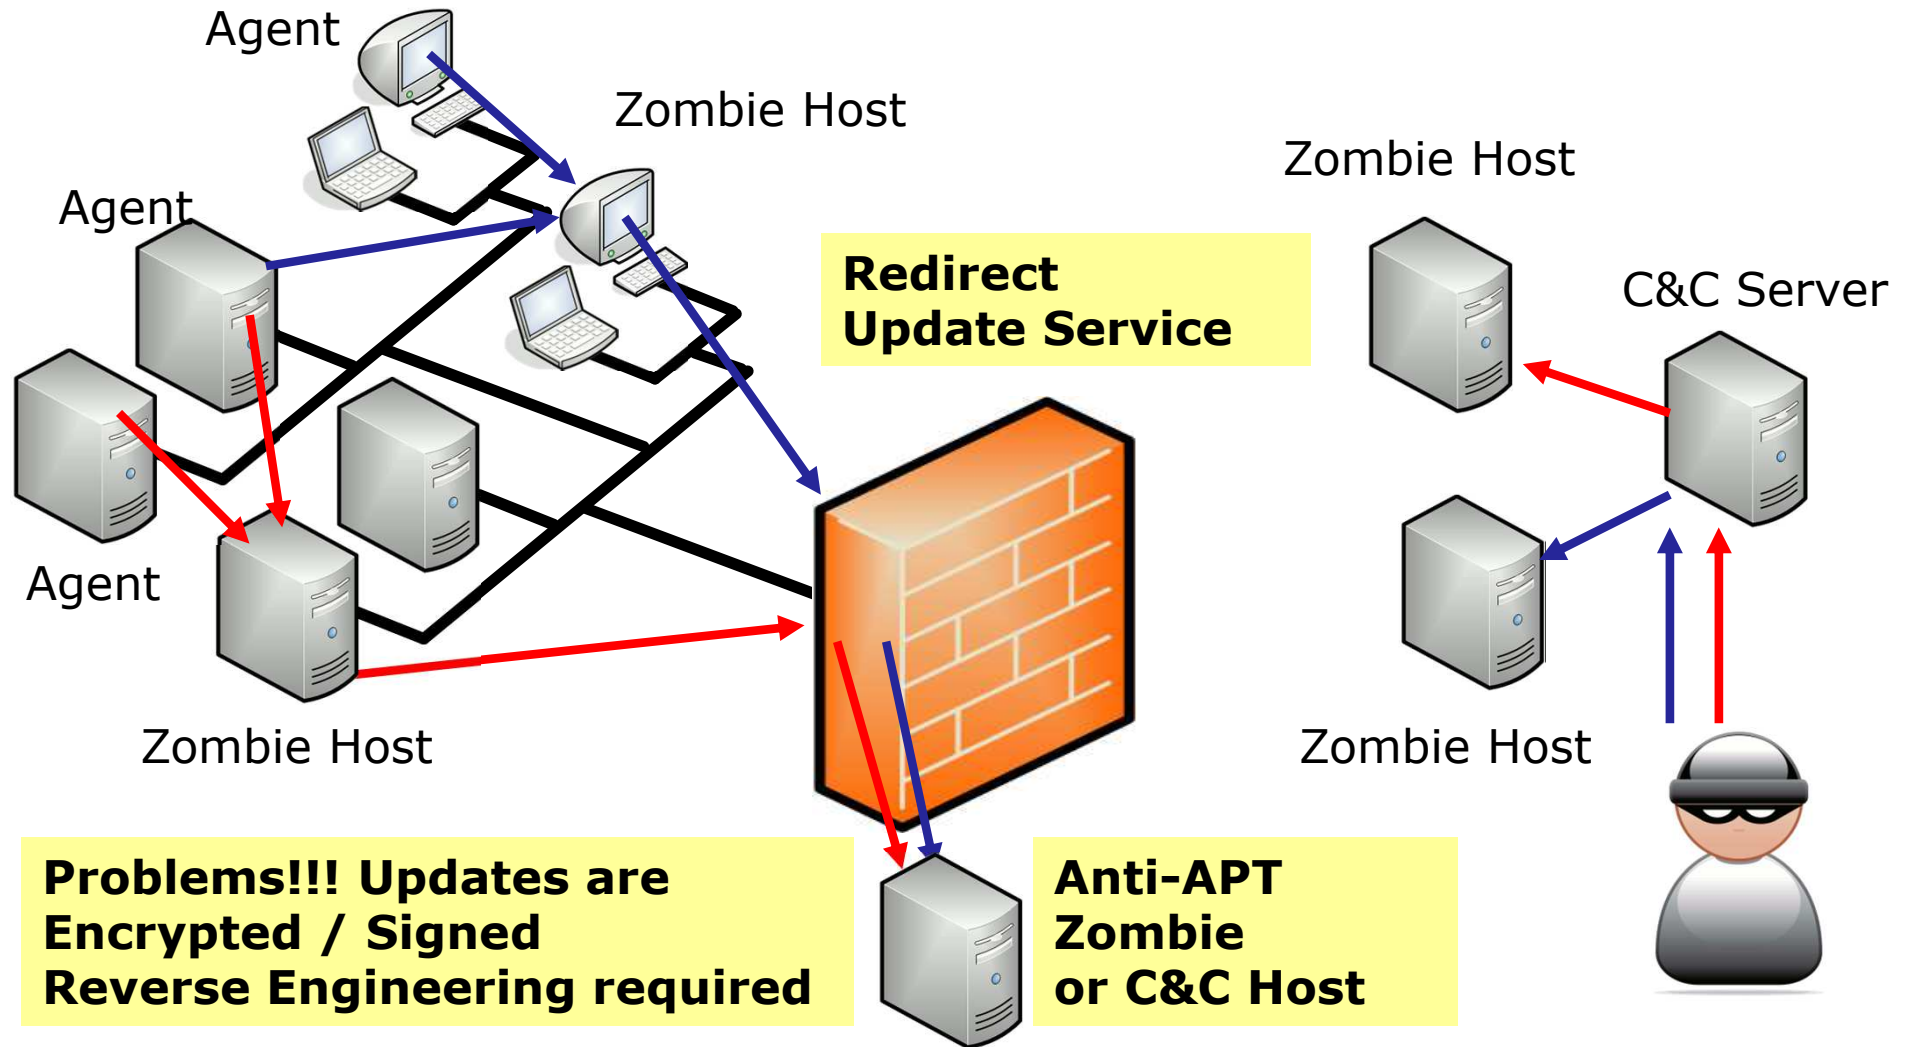 Agent
Zombie Host
Zombie Host
Agent
Redirect
Update Service
C&C Server
Agent
Zombie Host
Zombie Host
Problems!!! Updates are
Encrypted / Signed
Reverse Engineering required
Anti-APT
Zombie
or C&C Host